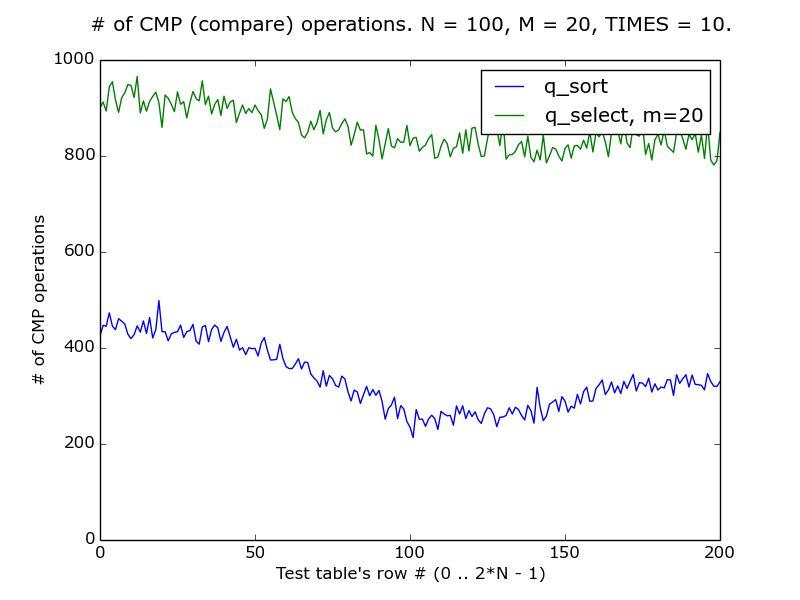 # of CMP (compare) operations. N = 100, M = 20, TIMES = 10.
1000
800
600
400
200
0
# of CMP operations
q_sort
q_select, m=20
0 50 100 150 200
Test table's row # (0 .. 2*N - 1)